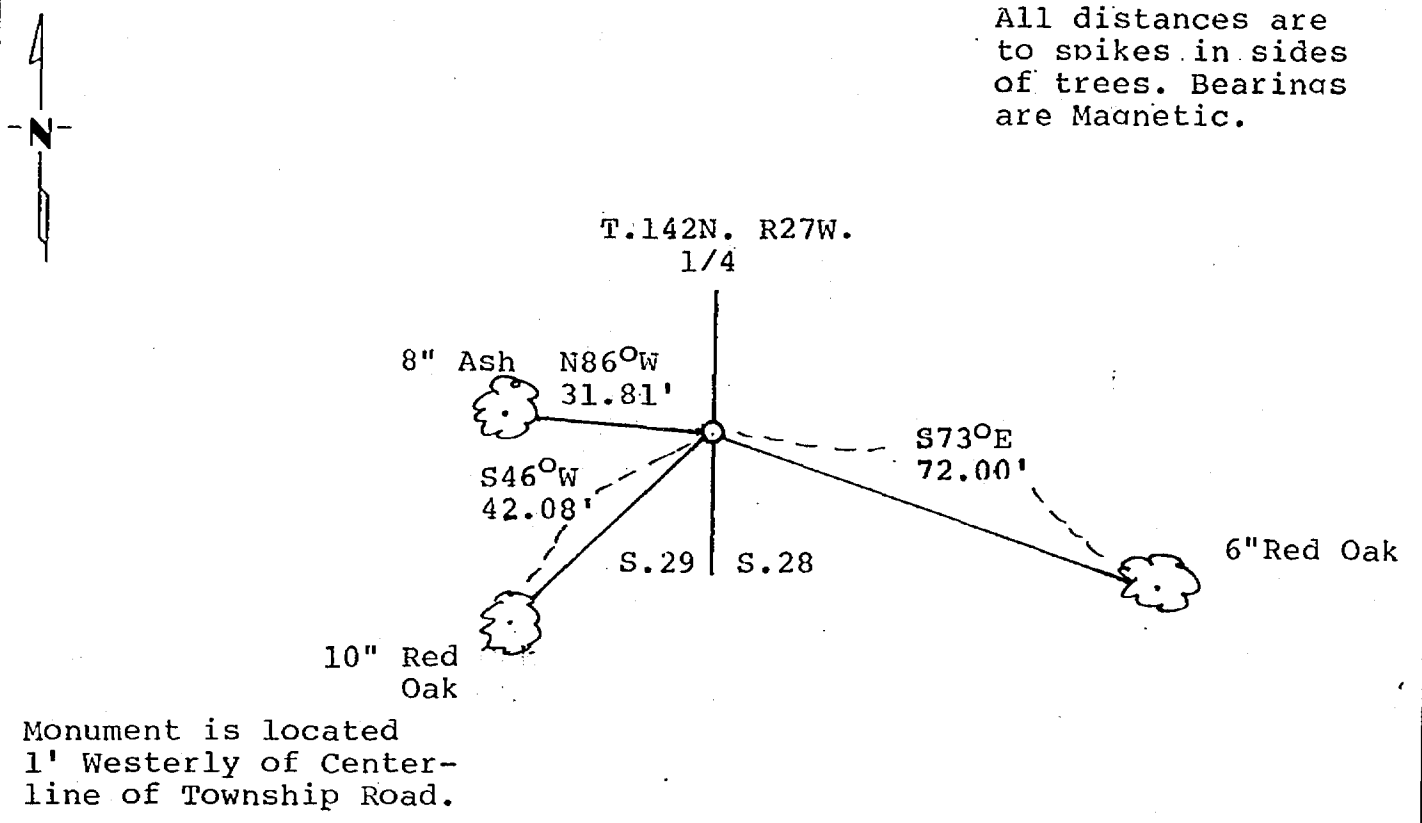 All distances are
to spikes in sides
of trees. Bearings
are Magnetic.
N
T.142N. R27W.
1/4
8" Ash
N86°W
31.81'
S73°E
72.00'
S46°W
42.08'
S.29
S.28
6"Red Oak
10" Red
Oak
Monument is located
1' Westerly of Center-
line of Township Road.